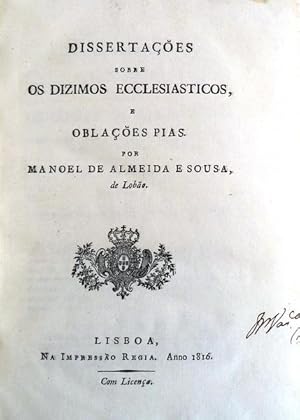 DISSERTAÇÕES
SOBRE
OS DIZIMOS ECCLESIASTICOS,
E
OBLAÇÕES PIAS.
POR
MANOEL DE ALMEIDA E SOUSA,
de Lobão.
LISBOA,
NA IMPRESSÃO REGIA. Anno 1816.
Com Licença.